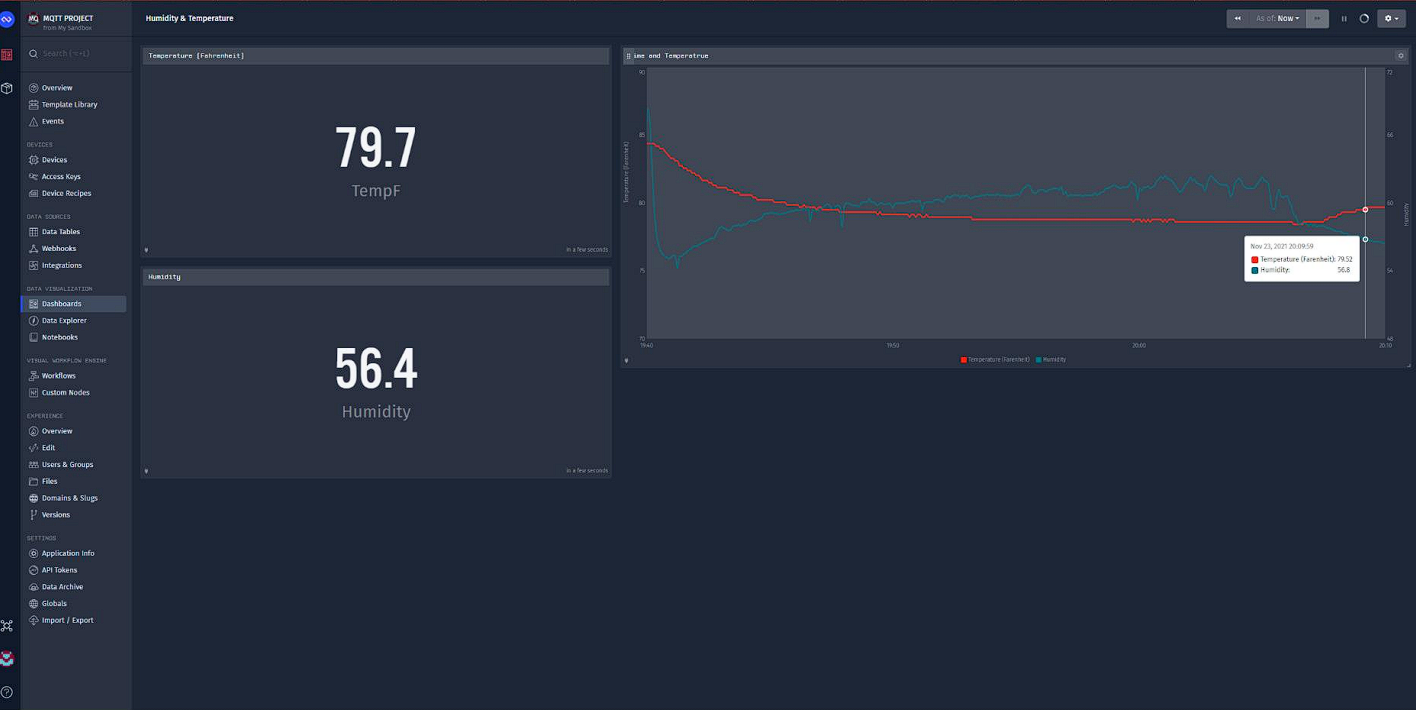 MQTT PROJECT
from My Sandbox
Search (⌥+L)
Overview
Template Library
Events
DEVICES
Devices
Access Keys
Device Recipes
DATA SOURCES
Data Tables
Webhooks
Integrations
DATA VISUALIZATION
Dashboards
Data Explorer
Notebooks
VISUAL WORKFLOW ENGINE
Workflows
Custom Nodes
EXPERIENCE
Overview
Edit
Users & Groups
Files
Domains & Slugs
Versions
SETTINGS
Application Info
API Tokens
Data Archive
Globals
Import / Export
Humidity & Temperature
As of: Now
Temperature [Fahrenheit]
79.7
TempF
in a few seconds
Humidity
56.4
Humidity
in a few seconds
ime and Temperatrue
90
85
80
75
70
Temperature (Farenheit)
72
66
60
54
48
Humidity
19:40
19:50
20:00
20:10
Nov 23, 2021 20:09:59
Temperature (Farenheit): 79.52
Humidity: 56.8
Temperature (Farenheit)
Humidity